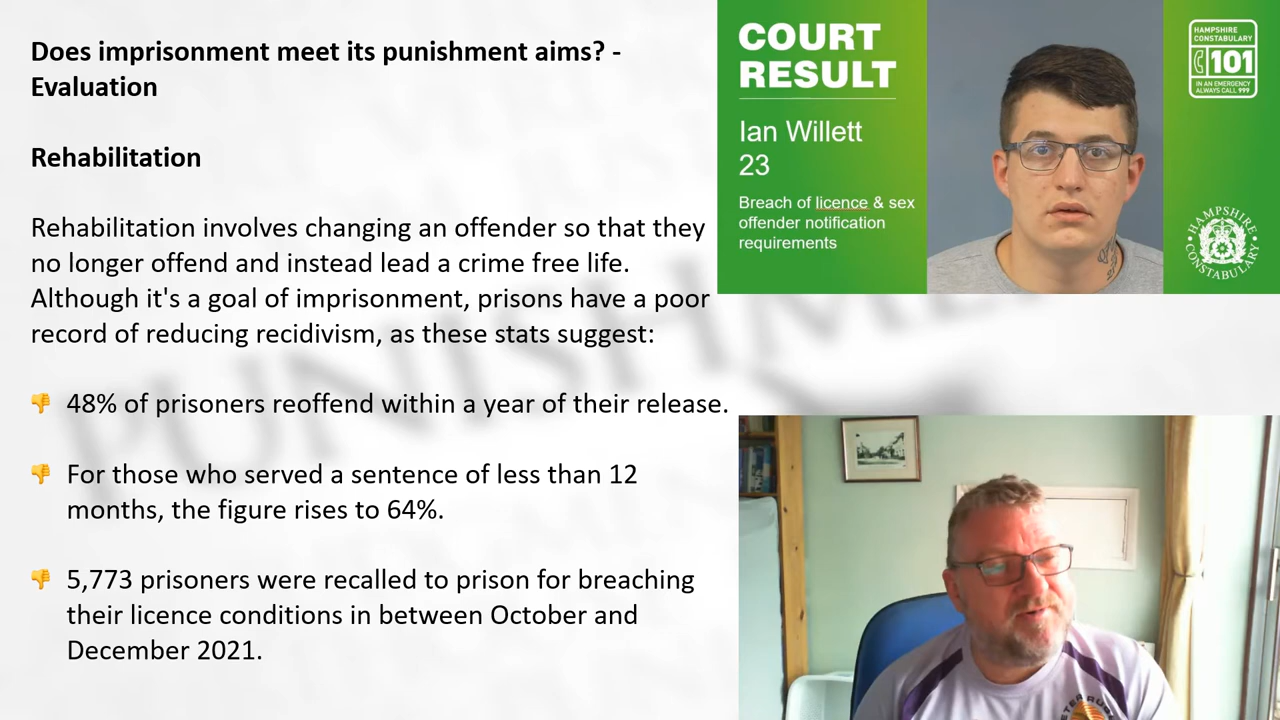 Does imprisonment meet its punishment aims? -
Evaluation
Rehabilitation
Rehabilitation involves changing an offender so that they
no longer offend and instead lead a crime free life.
Although it's a goal of imprisonment, prisons have a poor
record of reducing recidivism, as these stats suggest:
48% of prisoners reoffend within a year of their release.
For those who served a sentence of less than 12
months, the figure rises to 64%.
5,773 prisoners were recalled to prison for breaching
their licence conditions in between October and
December 2021.
COURT
RESULT
Ian Willett
23
Breach of licence & sex
offender notification
requirements
HAMPSHIRE
CONSTABULARY
101
IN AN EMERGENCY
ALWAYS CALL 999
HAMPSHIRE
CONSTABULARY
PUNISHME